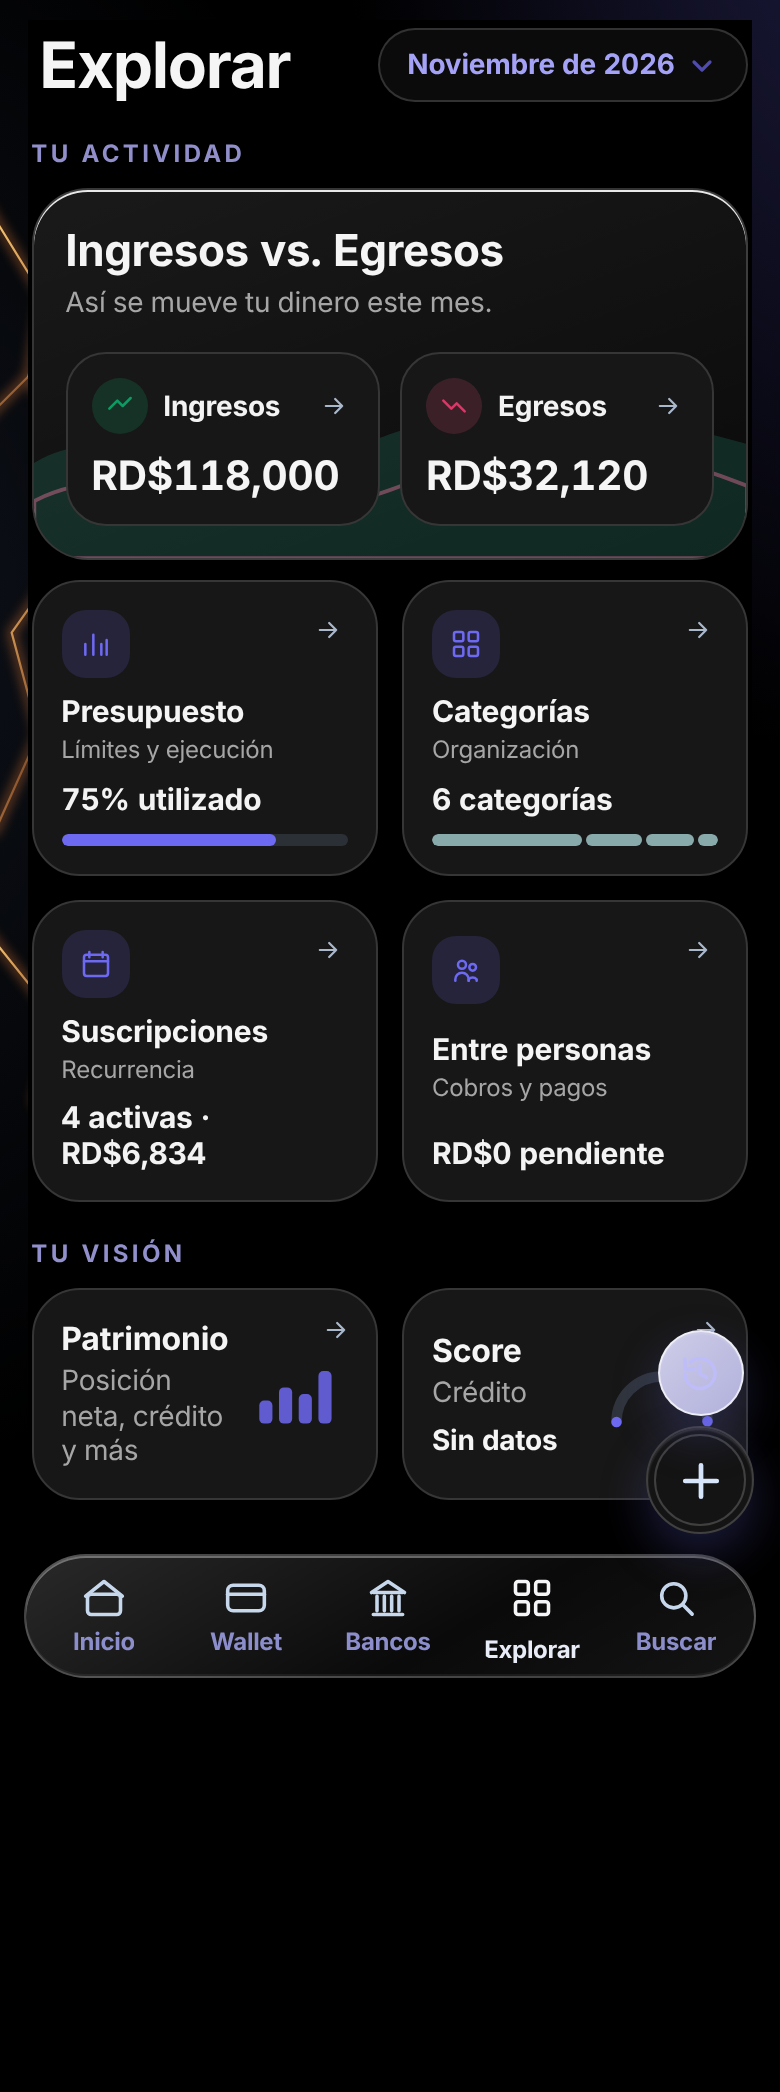 Explorar
Noviembre de 2026
TU ACTIVIDAD
Ingresos vs. Egresos
Así se mueve tu dinero este mes.
Ingresos
RD$118,000
Egresos
RD$32,120
Presupuesto
Límites y ejecución
75% utilizado
Categorías
Organización
6 categorías
Suscripciones
Recurrencia
4 activas ·
RD$6,834
Entre personas
Cobros y pagos
RD$0 pendiente
TU VISIÓN
Patrimonio
Posición
neta, crédito
y más
Score
Crédito
Sin datos
Inicio
Wallet
Bancos
Explorar
Buscar